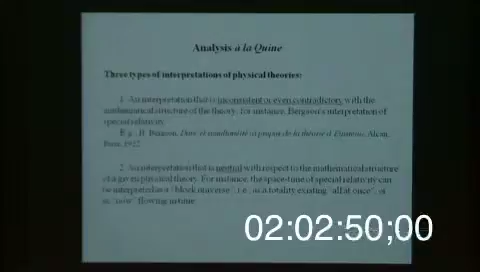 Analysis à la Quine
Three types of interpretations of physical theories:
1. An interpretation that is inconsistent or even contradictory with the
mathematical structure of the theory; for instance, Bergson's interpretation of
special relativity.
E.g., H. Bergson, Durée et simultanéité à propos de la théorie d'Einstein, Alcan,
Paris, 1922.
2. An interpretation that is neutral with respect to the mathematical structure
of a given physical theory. For instance, the space-time of special relativity can
be interpreted as a "block universe", i.e., as a totality existing "all at once", or
as "now" flowing in time
02:02:50;00